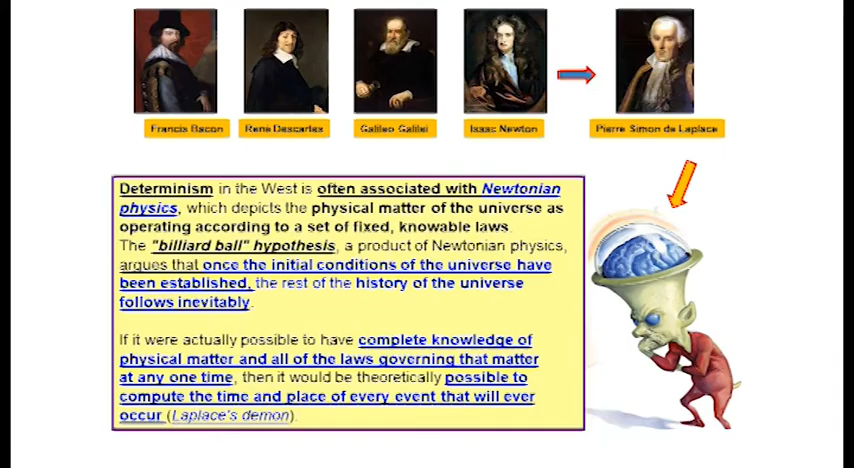 Francis Bacon
René Descartes
Galileo Galilei
Isaac Newton
Pierre Simon de Laplace
Determinism in the West is often associated with Newtonian
physics, which depicts the physical matter of the universe as
operating according to a set of fixed, knowable laws.
The "billiard ball" hypothesis, a product of Newtonian physics,
argues that once the initial conditions of the universe have
been established, the rest of the history of the universe
follows inevitably.
If it were actually possible to have complete knowledge of
physical matter and all of the laws governing that matter
at any one time, then it would be theoretically possible to
compute the time and place of every event that will ever
occur (Laplace's demon).